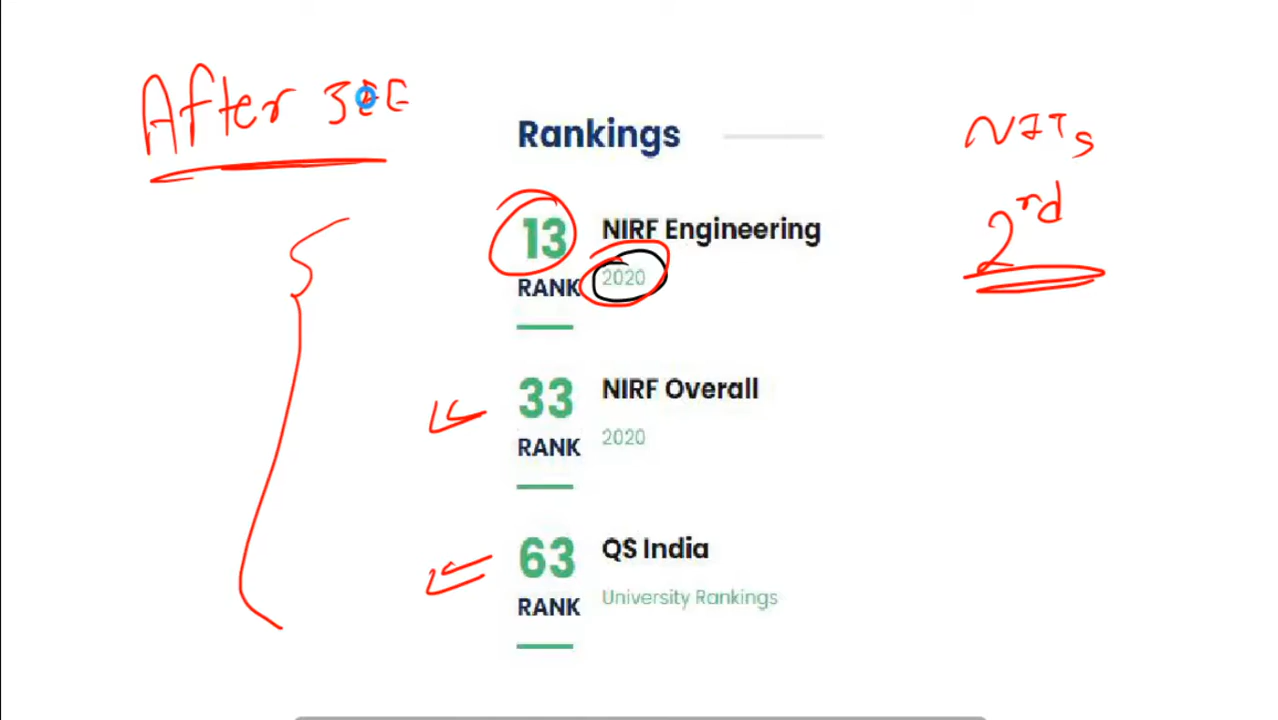 After JEE
Rankings
NITs
2rd
13
RANK
NIRF Engineering
2020
33
RANK
NIRF Overall
2020
63
RANK
QS India
University Rankings